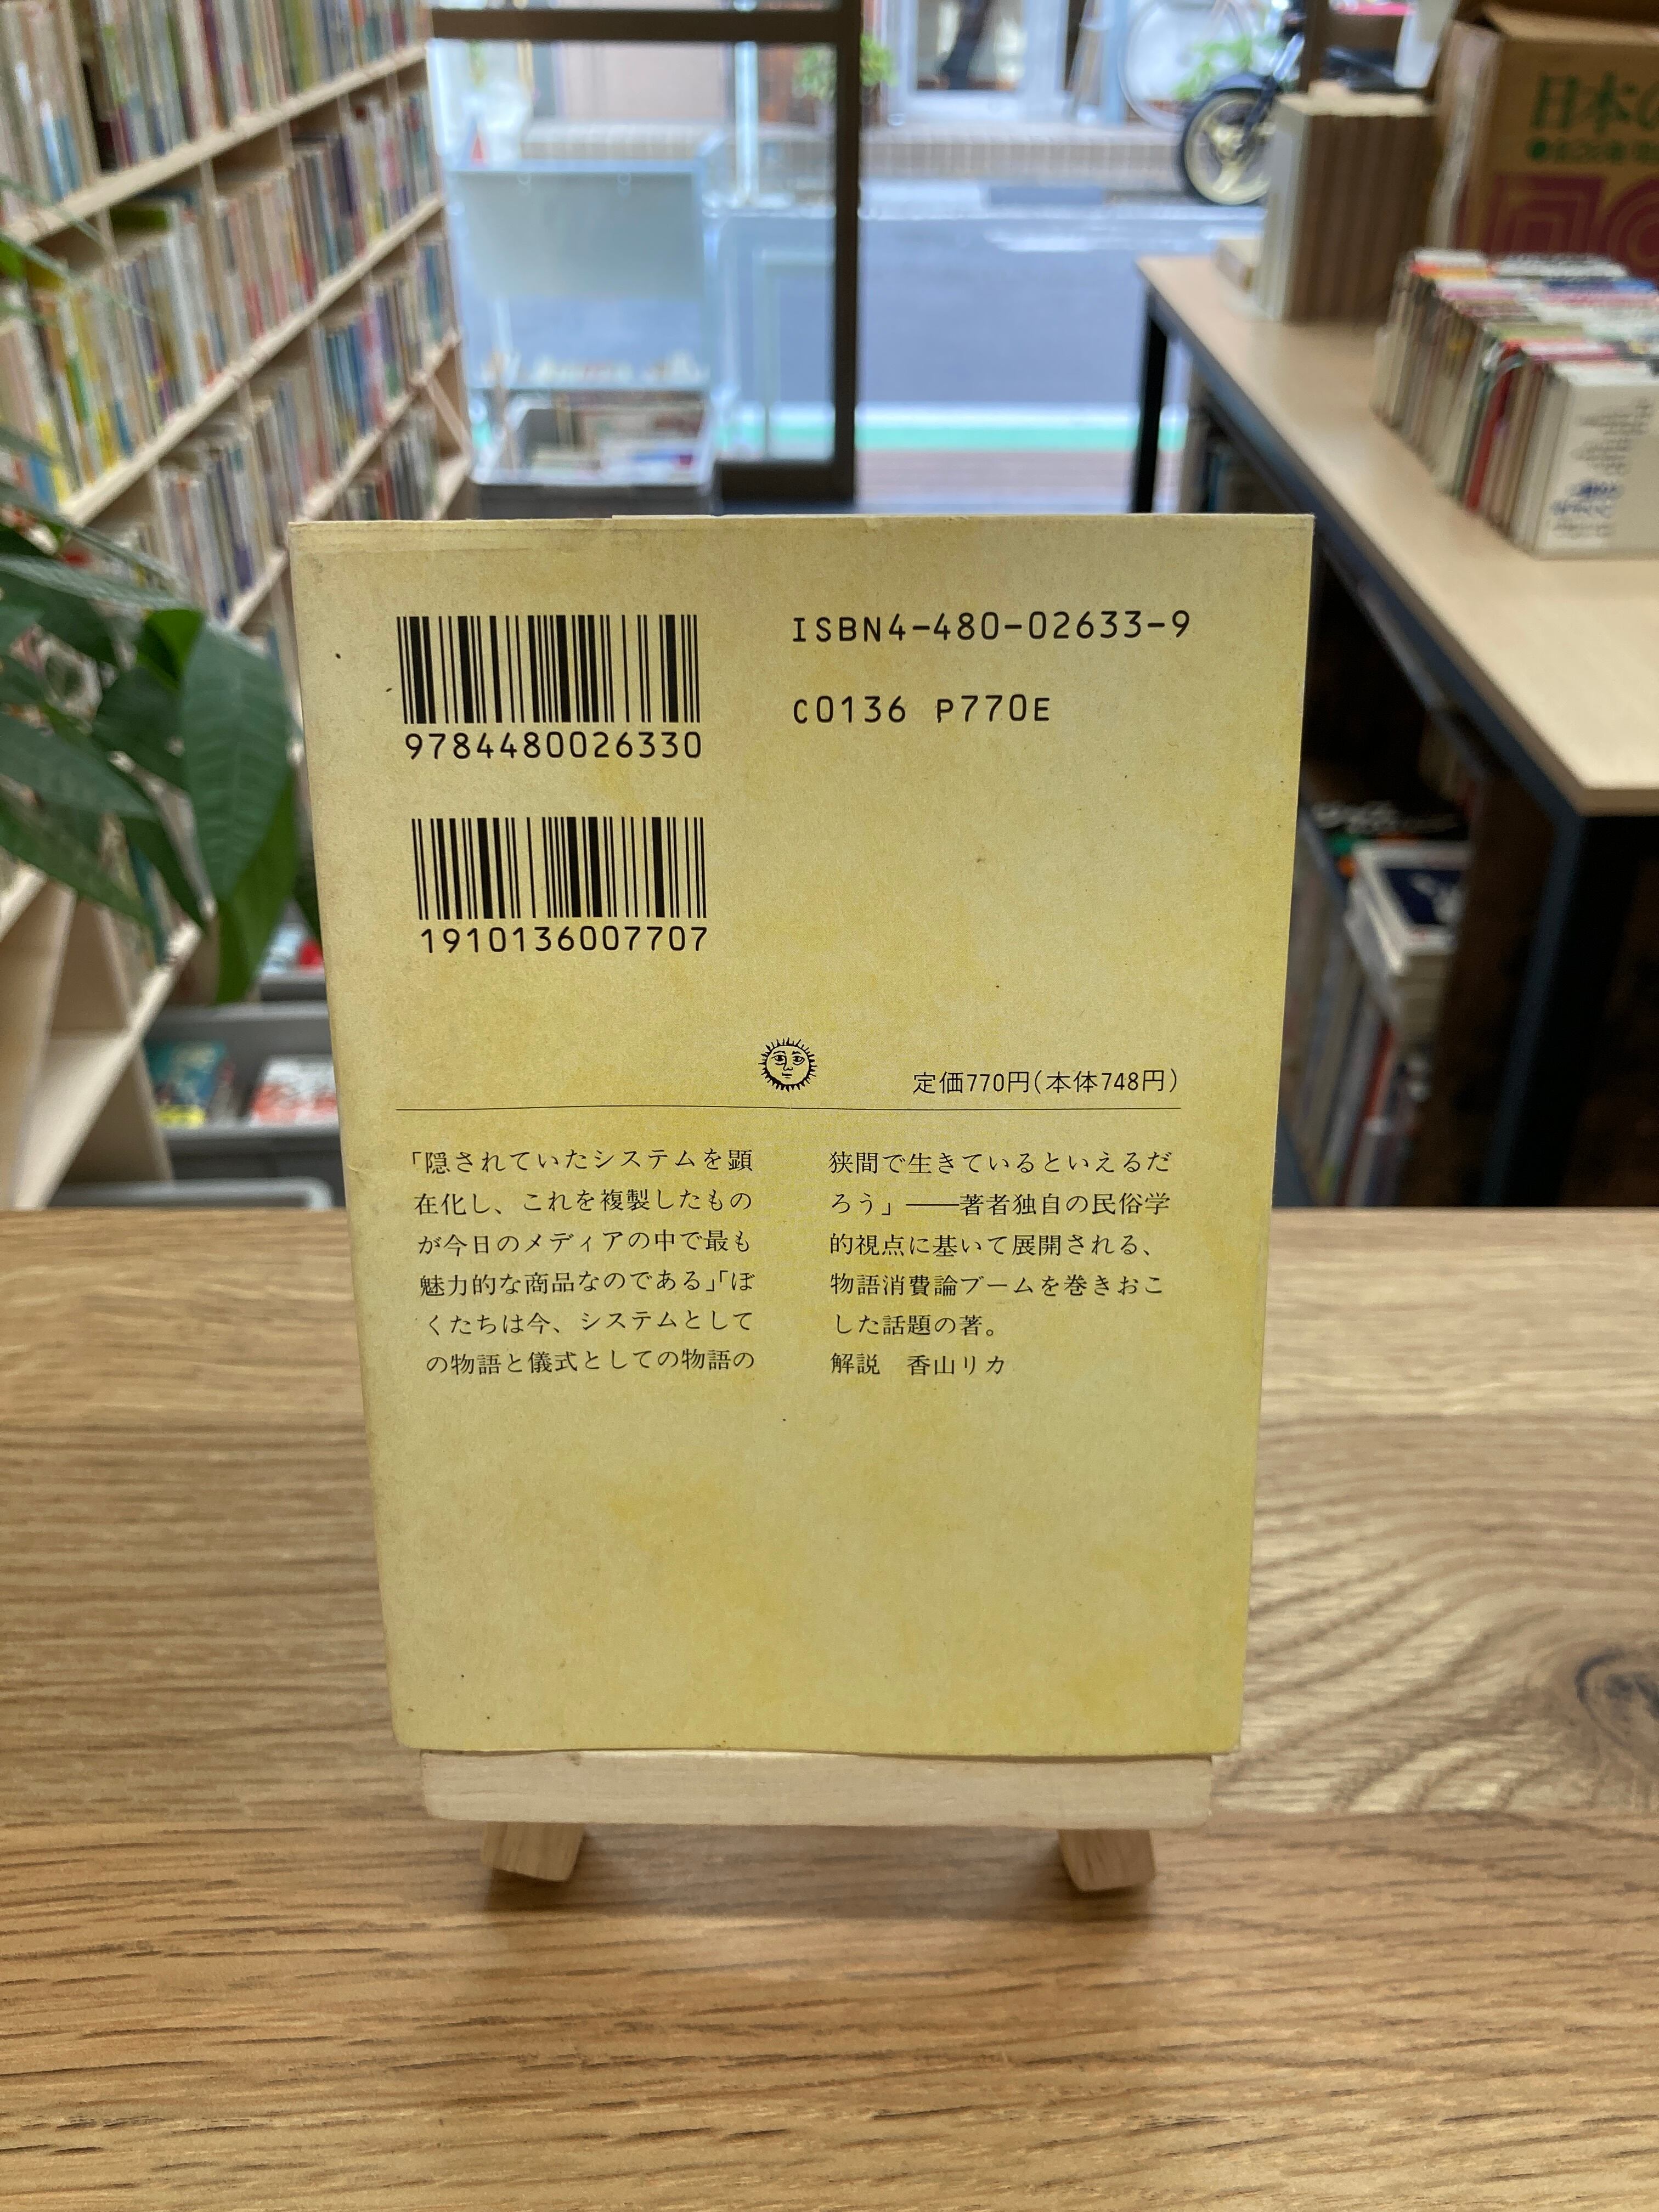 日本の
ISBN4-480-02633-9
C0136 P770E
9784480026330
1910136007707
定価770円(本体748円)
「隠されていたシステムを顕
在化し、これを複製したもの
が今日のメディアの中で最も
魅力的な商品なのである」「ぼ
くたちは今、システムとして
の物語と儀式としての物語の
狭間で生きているといえるだ
ろう」――著者独自の民俗学
的視点に基いて展開される、
物語消費論ブームを巻きおこ
した話題の著。
解説 香山リカ